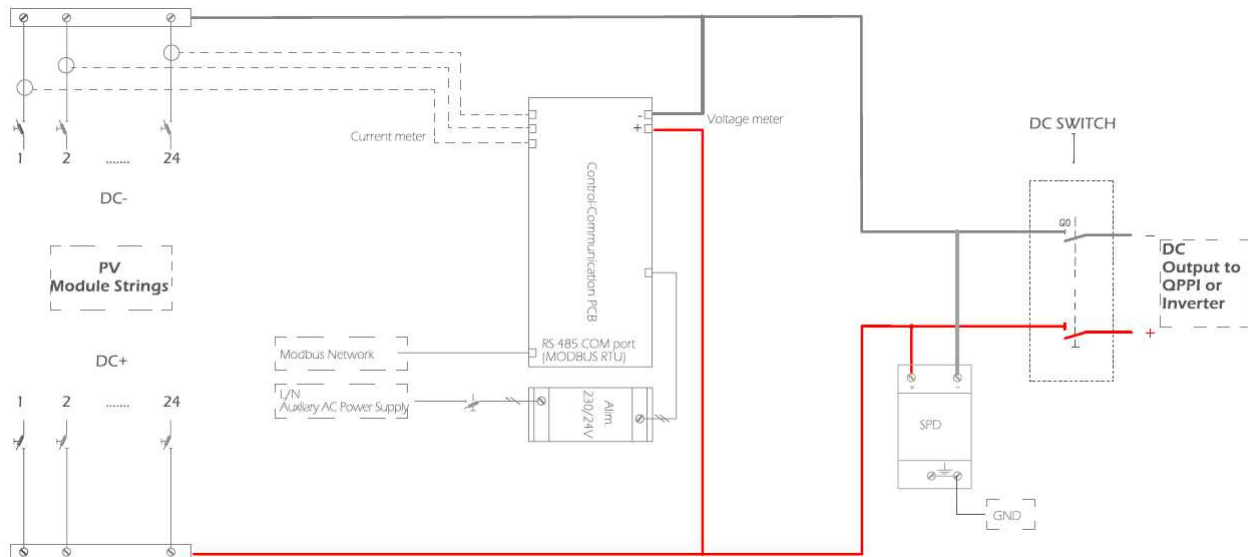 1 2 ....... 24
DC-
PV
Module Strings
DC+
1 2 ....... 24
Current meter
-
+
Voltage meter
Control-Communication PCB
RS 485 COM port
(MODBUS RTU)
Modbus Network
L/N
Auxliary AC Power Supply
Alim.
230/24V
DC SWITCH
Q0
-
+
DC
Output to
QPPI or
Inverter
+ -
SPD
GND